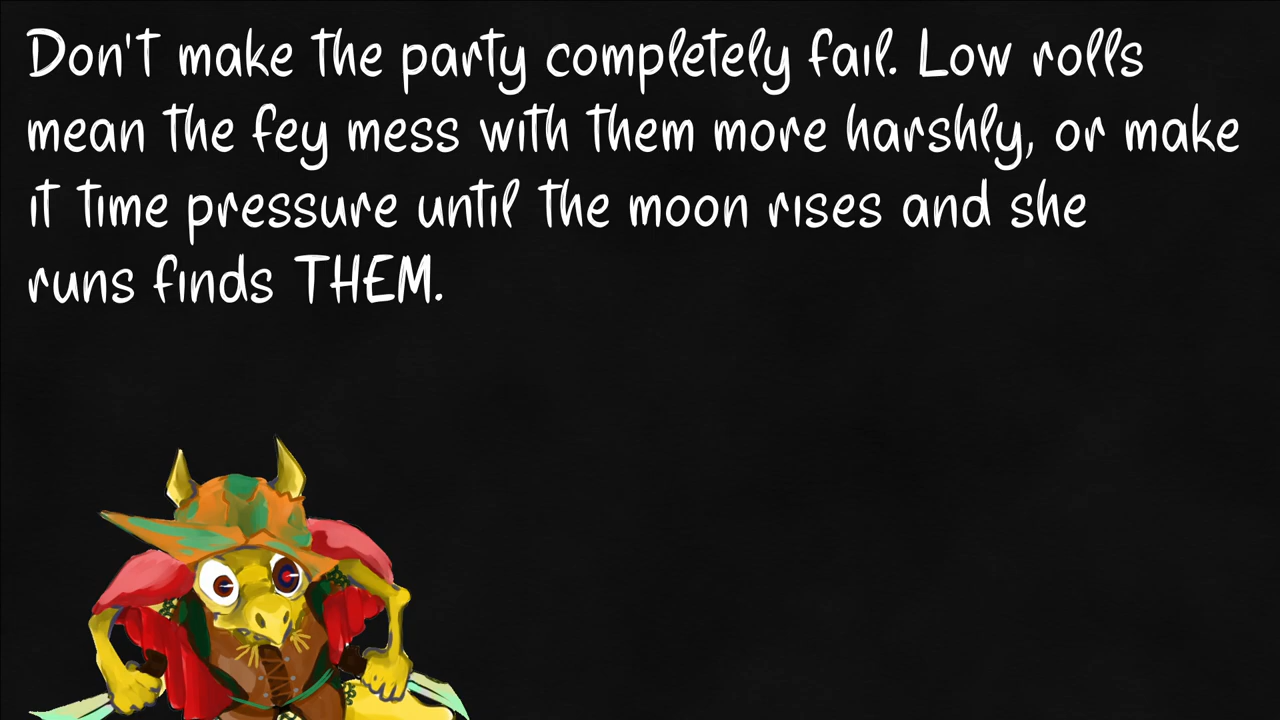 Don't make the party completely fail. Low rolls
mean the fey mess with them more harshly, or make
it time pressure until the moon rises and she
runs finds THEM.